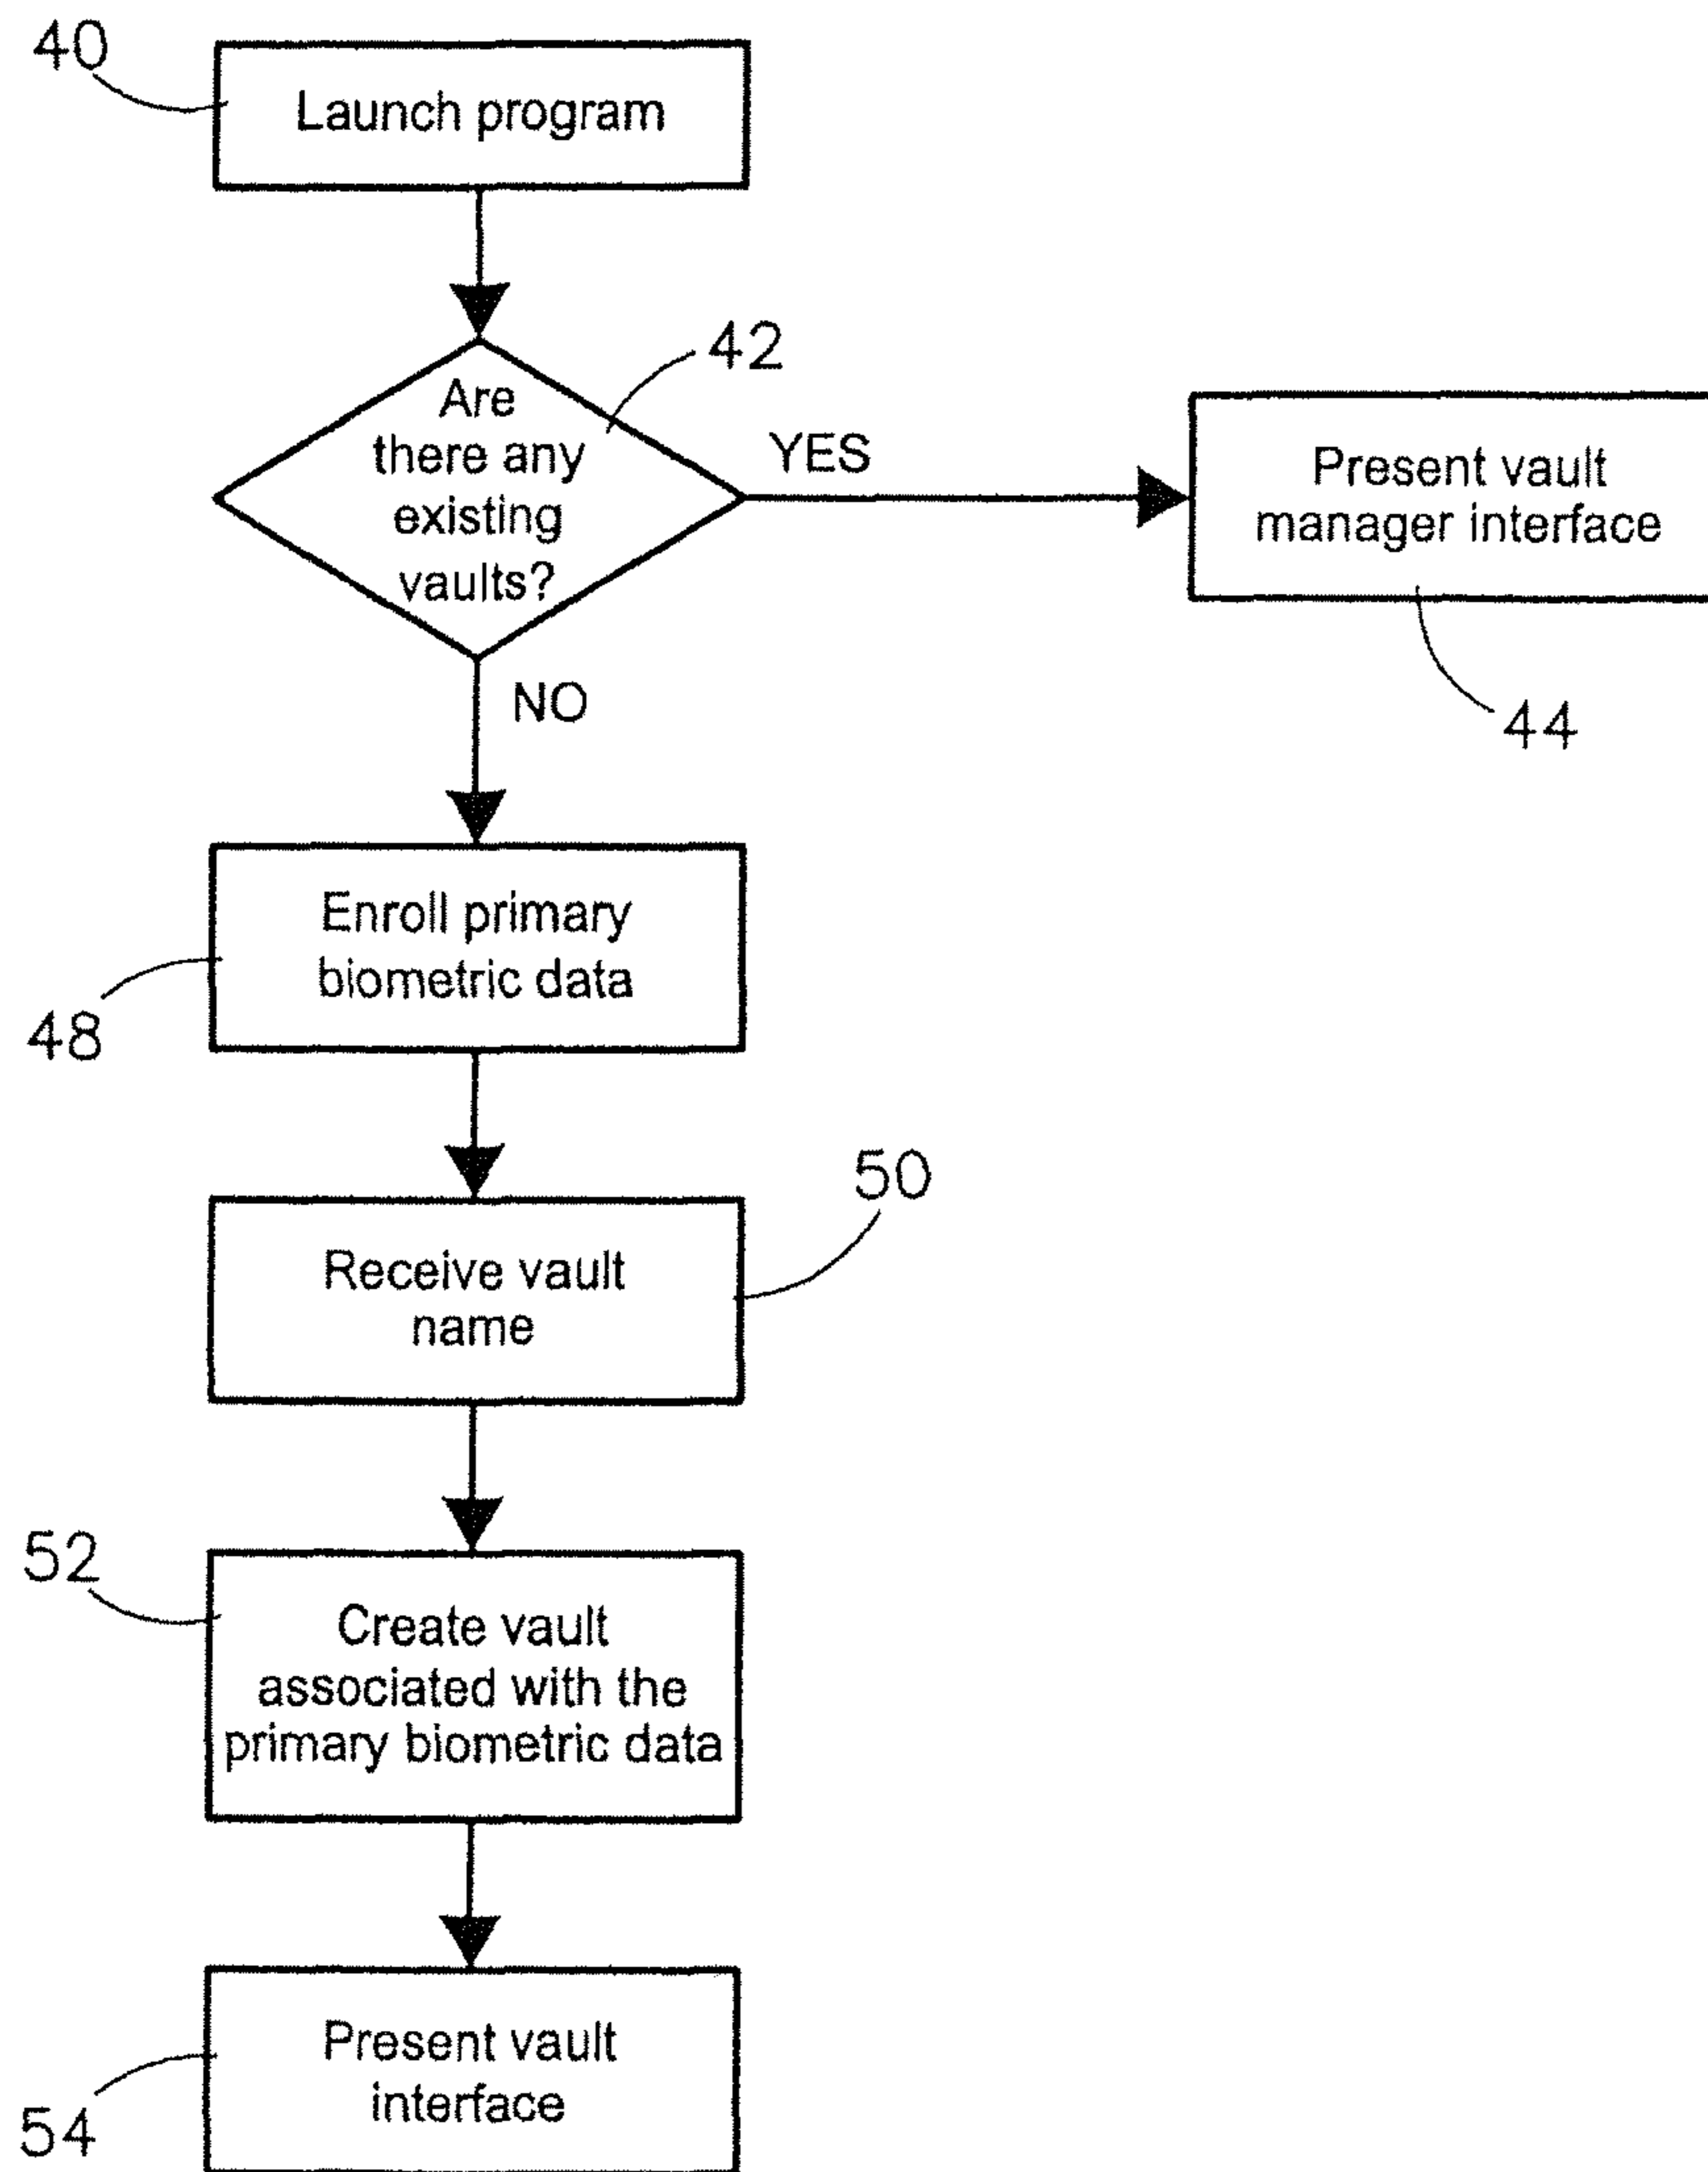 40
Launch program
42
Are
there any
existing
vaults?
YES
Present vault
manager interface
44
NO
Enroll primary
biometric data
48
50
Receive vault
name
52
Create vault
associated with the
primary biometric data
Present vault
interface
54